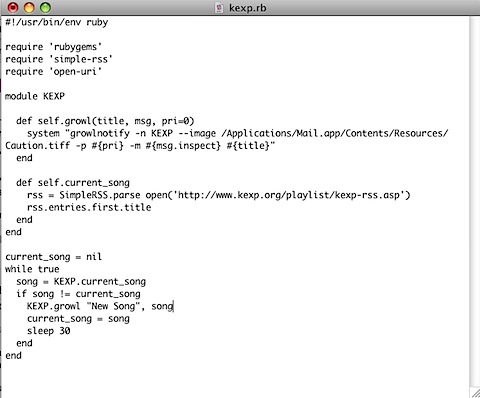 kexp.rb
#!/usr/bin/env ruby

require 'rubygems'
require 'simple-rss'
require 'open-uri'

module KEXP

  def self.growl(title, msg, pri=0)
    system "growlnotify -n KEXP --image /Applications/Mail.app/Contents/Resources/
Caution.tiff -p #{pri} -m #{msg.inspect} #{title}"
  end

  def self.current_song
    rss = SimpleRSS.parse open('http://www.kexp.org/playlist/kexp-rss.asp')
    rss.entries.first.title
  end
end

current_song = nil
while true
  song = KEXP.current_song
  if song != current_song
    KEXP.growl "New Song", song
    current_song = song
    sleep 30
  end
end